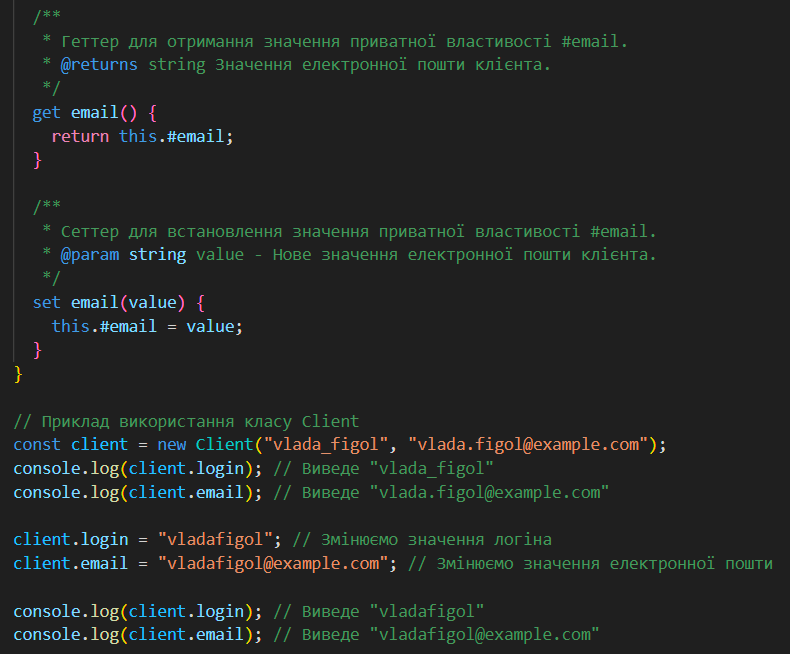 /**
 * Геттер для отримання значення приватної властивості #email.
 * @returns string Значення електронної пошти клієнта.
 */
get email() {
  return this.#email;
}
/**
 * Сеттер для встановлення значення приватної властивості #email.
 * @param string value - Нове значення електронної пошти клієнта.
 */
set email(value) {
  this.#email = value;
}
}
// Приклад використання класу Client
const client = new Client("vlada_figol", "vlada.figol@example.com");
console.log(client.login); // Виведе "vlada_figol"
console.log(client.email); // Виведе "vlada.figol@example.com"
client.login = "vladafigol"; // Змінюємо значення логіна
client.email = "vladafigol@example.com"; // Змінюємо значення електронної пошти
console.log(client.login); // Виведе "vladafigol"
console.log(client.email); // Виведе "vladafigol@example.com"